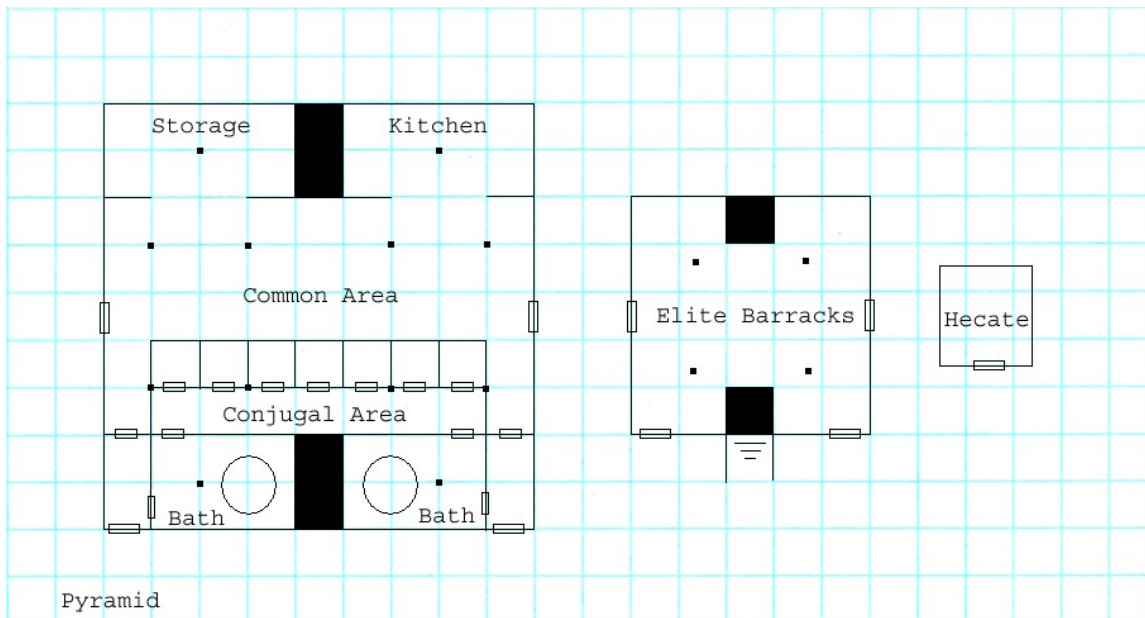 Storage
Kitchen
Common Area
Elite Barracks
Hecate
Conjugal Area
Bath
Bath
Pyramid